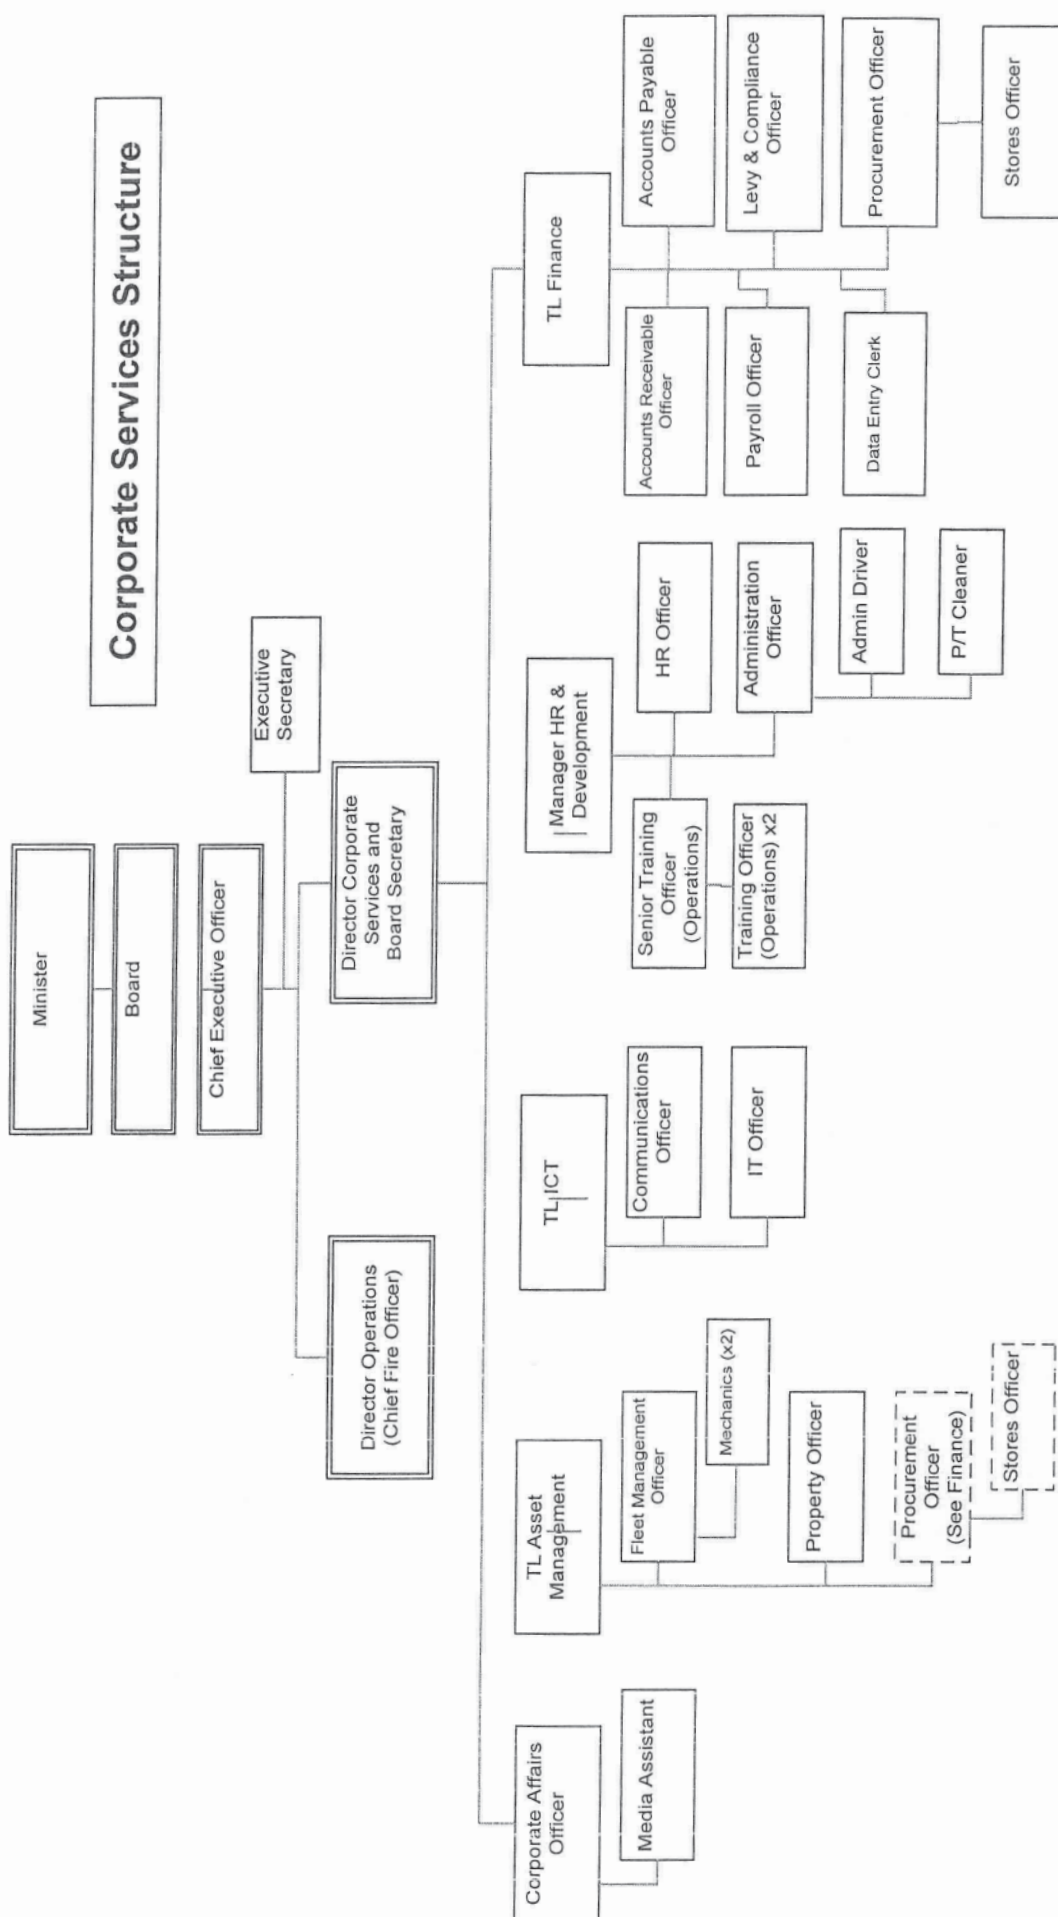 Corporate Services Structure
Minister
Board
Chief Executive Officer
Executive
Secretary
Director Operations
(Chief Fire Officer)
Director Corporate
Services and
Board Secretary
Corporate Affairs
Officer
Media Assistant
TL Asset
Management
Fleet Management
Officer
Mechanics (x2)
Property Officer
Procurement
Officer
(See Finance)
Stores Officer
TL ICT
Communications
Officer
IT Officer
Manager HR &
Development
Senior Training
Officer
(Operations)
Training Officer
(Operations) x2
HR Officer
Administration
Officer
Admin Driver
P/T Cleaner
TL Finance
Accounts Receivable
Officer
Accounts Payable
Officer
Payroll Officer
Levy & Compliance
Officer
Data Entry Clerk
Procurement Officer
Stores Officer